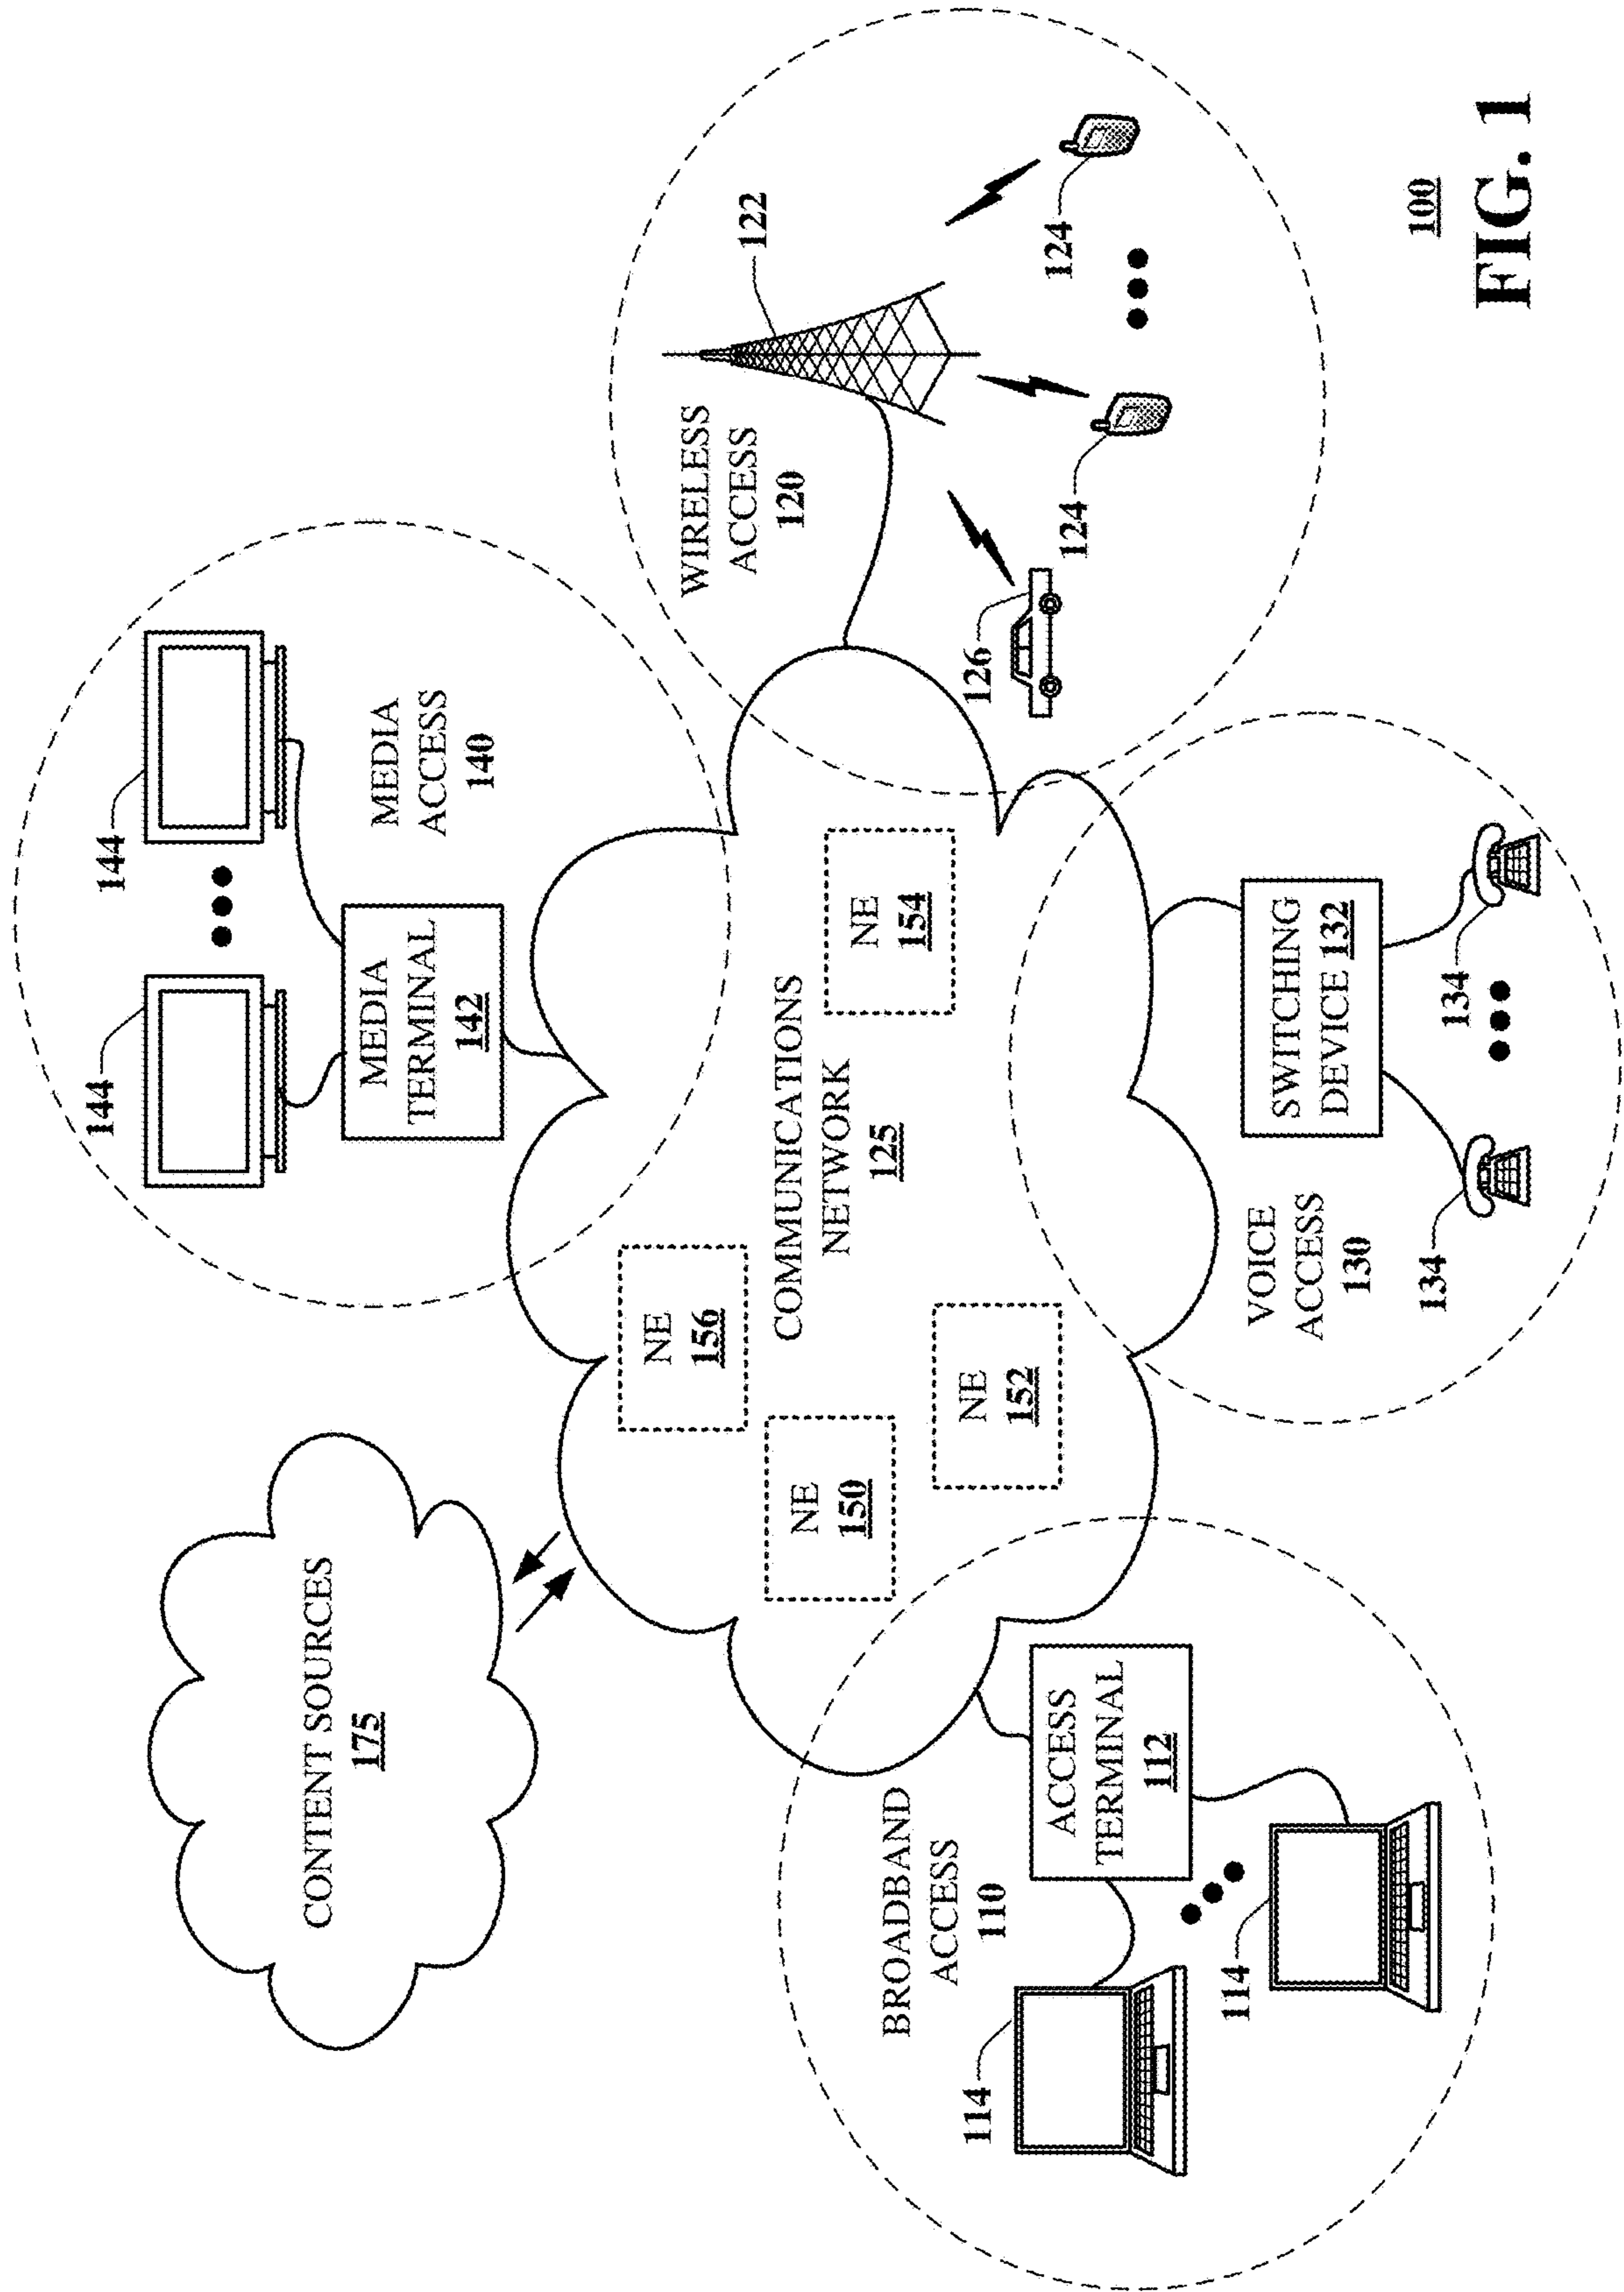 CONTENT SOURCES
175
144
144
MEDIA
TERMINAL
142
MEDIA
ACCESS
140
NE
156
NE
150
NE
152
NE
154
COMMUNICATIONS
NETWORK
125
BROADBAND
ACCESS
110
ACCESS
TERMINAL
112
114
114
VOICE
ACCESS
130
SWITCHING
DEVICE 132
134
134
WIRELESS
ACCESS
120
122
126
124
124
100
FIG. 1